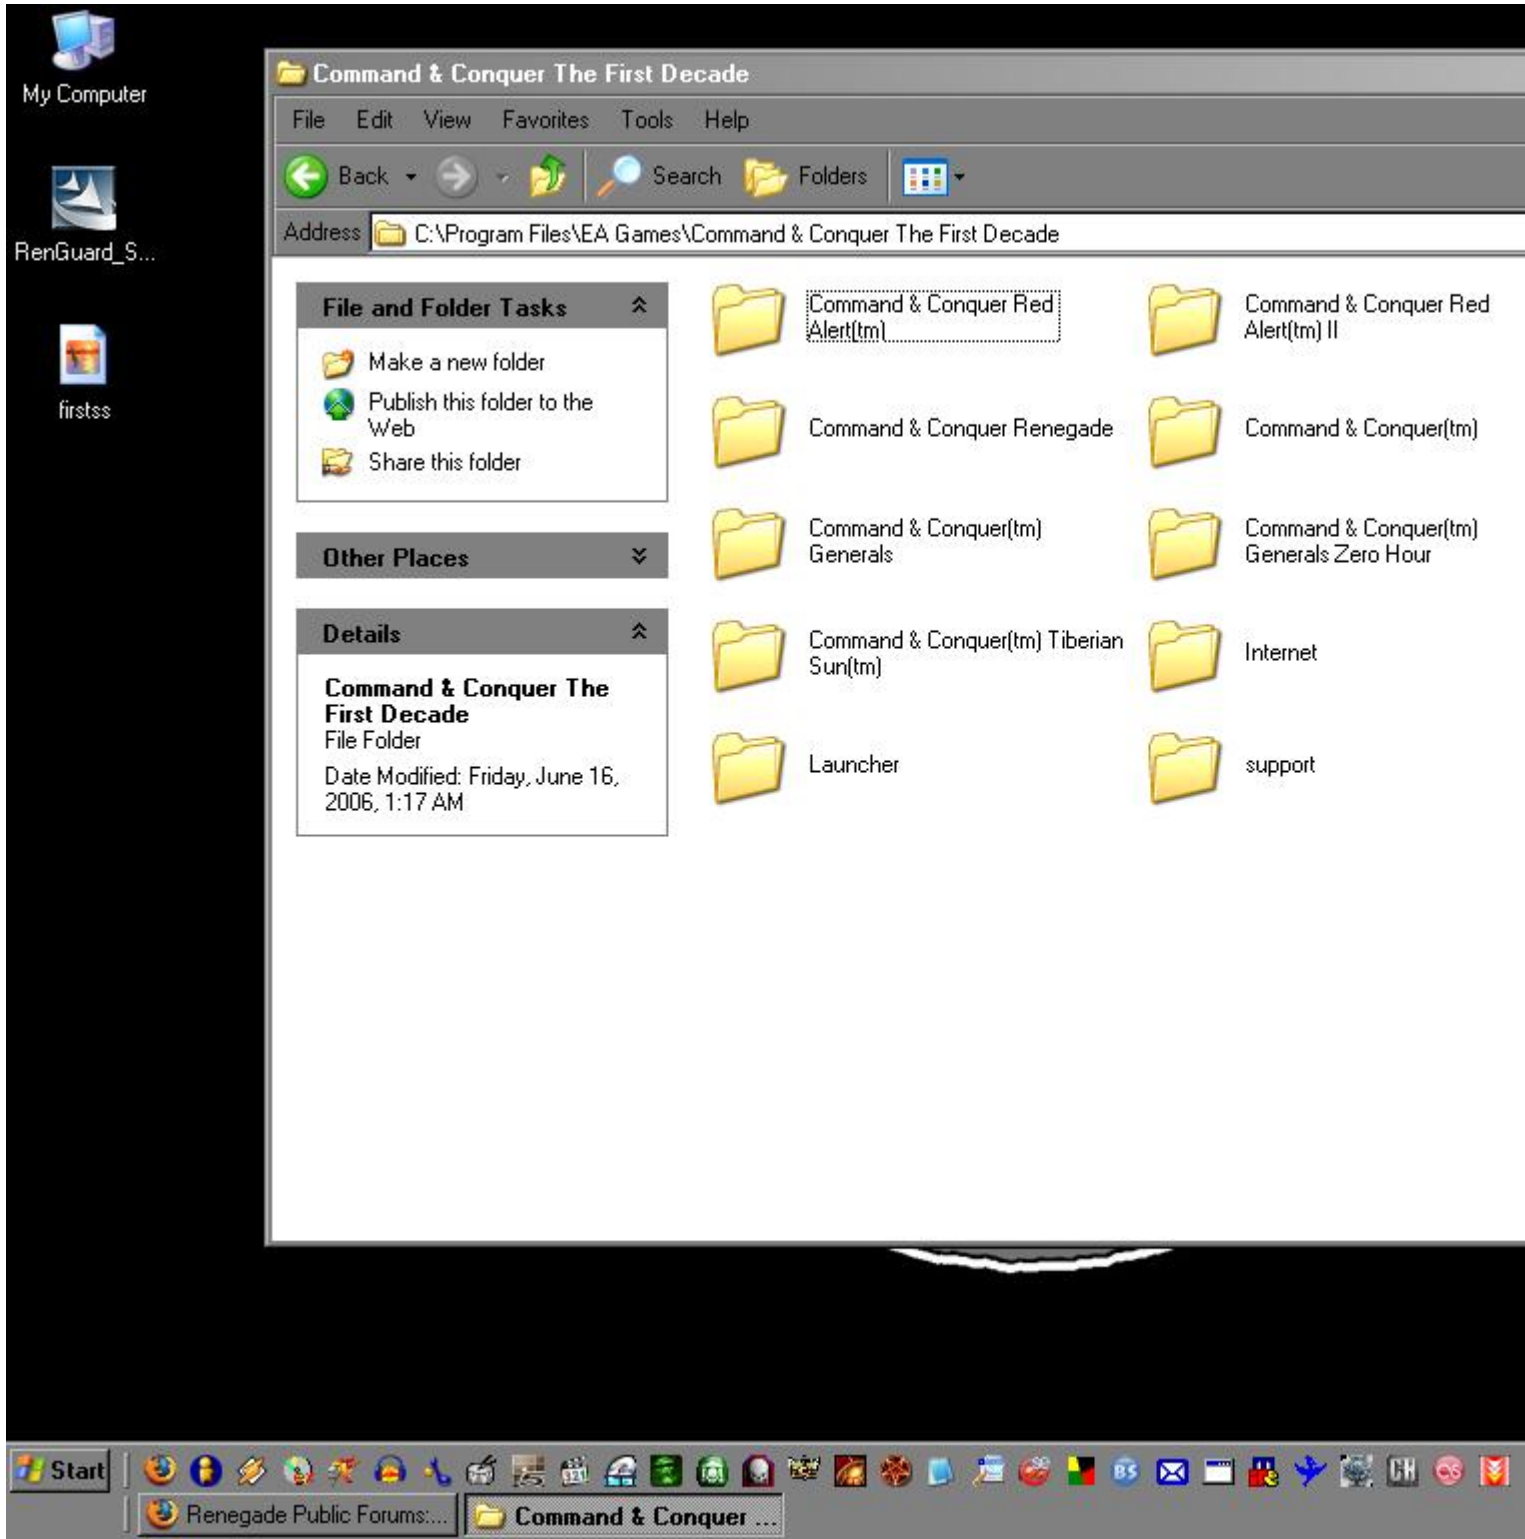 My Computer
RenGuard_S...
firstss
Command & Conquer The First Decade
File Edit View Favorites Tools Help
Back Search Folders
Address C:\Program Files\EA Games\Command & Conquer The First Decade
File and Folder Tasks
Make a new folder
Publish this folder to the
Web
Share this folder
Other Places
Details
Command & Conquer The
First Decade
File Folder
Date Modified: Friday, June 16,
2006, 1:17 AM
Command & Conquer Red
Alert(tm)
Command & Conquer Red
Alert(tm) II
Command & Conquer Renegade
Command & Conquer(tm)
Command & Conquer(tm)
Generals
Command & Conquer(tm)
Generals Zero Hour
Command & Conquer(tm) Tiberian
Sun(tm)
Internet
Launcher
support
Start
BS
Renegade Public Forums:...
Command & Conquer ...